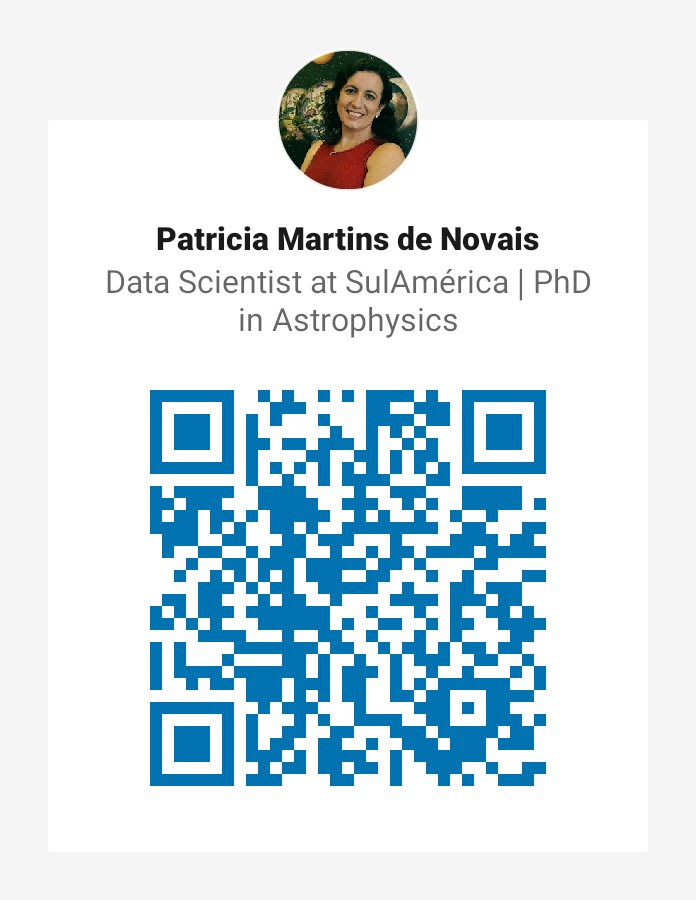 Patricia Martins de Novais
Data Scientist at SulAmérica | PhD
in Astrophysics